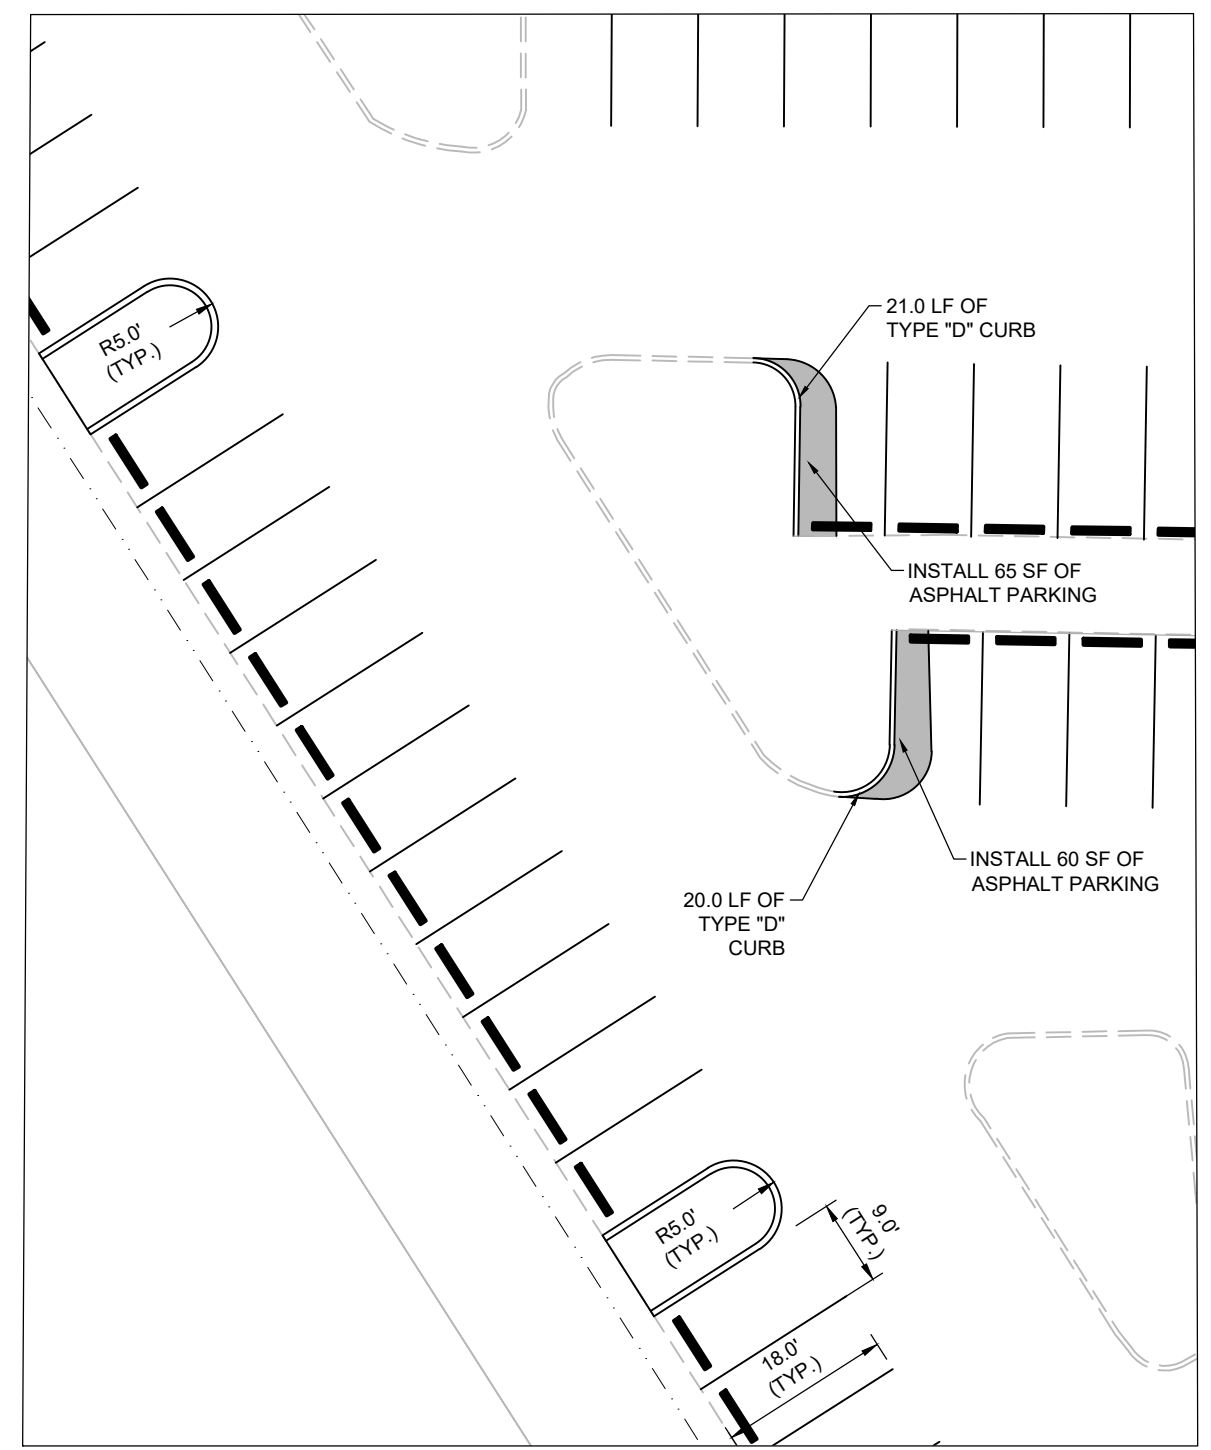 R5.0'
(TYP.)
21.0 LF OF
TYPE "D" CURB
INSTALL 65 SF OF
ASPHALT PARKING
INSTALL 60 SF OF
ASPHALT PARKING
20.0 LF OF
TYPE "D"
CURB
R5.0'
(TYP.)
9.0'
(TYP.)
18.0'
(TYP.)